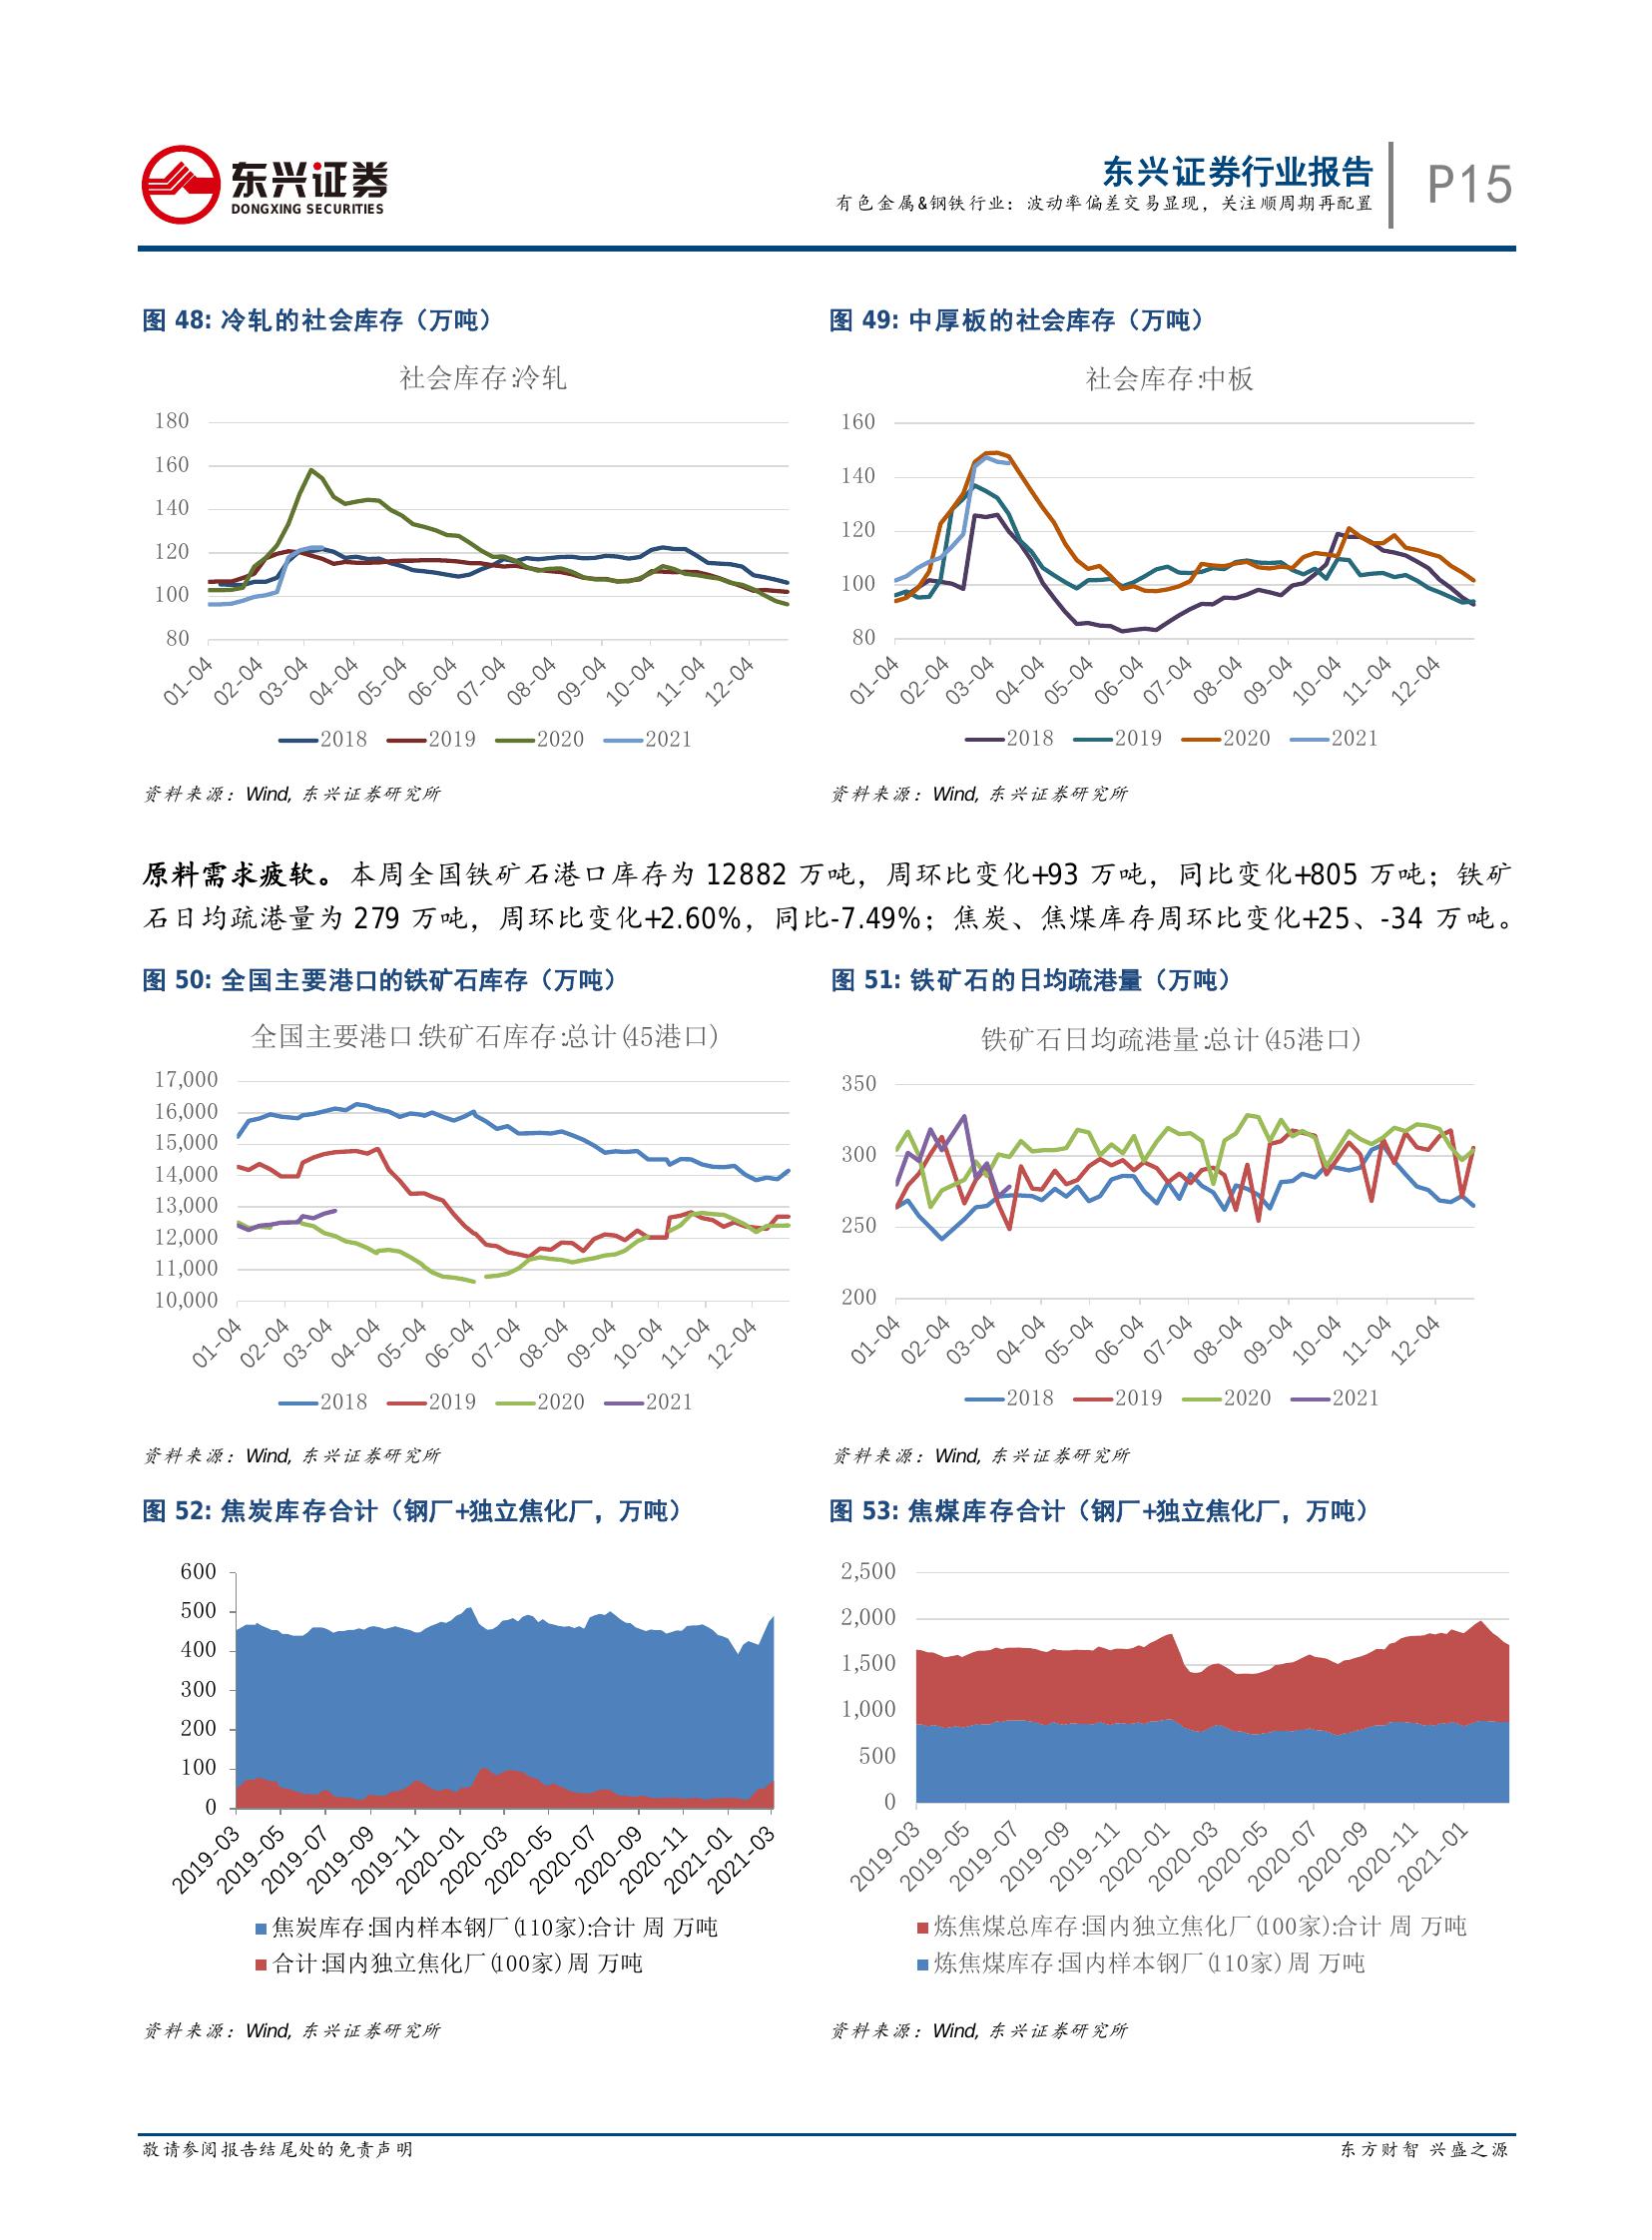 东兴证券
DONGXING SECURITIES
东兴证券行业报告
有色金属&钢铁行业：波动率偏差交易显现，关注顺周期再配置
P15
图 48: 冷轧的社会库存（万吨）
社会库存:冷轧
180
160
140
120
100
80
01-04 02-04 03-04 04-04 05-04 06-04 07-04 08-04 09-04 10-04 11-04 12-04
2018 2019 2020 2021
资料来源：Wind, 东兴证券研究所
图 49: 中厚板的社会库存（万吨）
社会库存:中板
160
140
120
100
80
01-04 02-04 03-04 04-04 05-04 06-04 07-04 08-04 09-04 10-04 11-04 12-04
2018 2019 2020 2021
资料来源：Wind, 东兴证券研究所
原料需求疲软。本周全国铁矿石港口库存为 12882 万吨，周环比变化+93 万吨，同比变化+805 万吨；铁矿
石日均疏港量为 279 万吨，周环比变化+2.60%，同比-7.49%；焦炭、焦煤库存周环比变化+25、-34 万吨。
图 50: 全国主要港口的铁矿石库存（万吨）
全国主要港口:铁矿石库存:总计(45港口)
17,000
16,000
15,000
14,000
13,000
12,000
11,000
10,000
01-04 02-04 03-04 04-04 05-04 06-04 07-04 08-04 09-04 10-04 11-04 12-04
2018 2019 2020 2021
资料来源：Wind, 东兴证券研究所
图 51: 铁矿石的日均疏港量（万吨）
铁矿石日均疏港量:总计(45港口)
350
300
250
200
01-04 02-04 03-04 04-04 05-04 06-04 07-04 08-04 09-04 10-04 11-04 12-04
2018 2019 2020 2021
资料来源：Wind, 东兴证券研究所
图 52: 焦炭库存合计（钢厂+独立焦化厂，万吨）
600
500
400
300
200
100
0
2019-03 2019-05 2019-07 2019-09 2019-11 2020-01 2020-03 2020-05 2020-07 2020-09 2020-11 2021-01 2021-03
焦炭库存:国内样本钢厂(110家):合计 周 万吨
合计:国内独立焦化厂(100家) 周 万吨
资料来源：Wind, 东兴证券研究所
图 53: 焦煤库存合计（钢厂+独立焦化厂，万吨）
2,500
2,000
1,500
1,000
500
0
2019-03 2019-05 2019-07 2019-09 2019-11 2020-01 2020-03 2020-05 2020-07 2020-09 2020-11 2021-01
炼焦煤总库存:国内独立焦化厂(100家):合计 周 万吨
炼焦煤库存:国内样本钢厂(110家) 周 万吨
资料来源：Wind, 东兴证券研究所
敬请参阅报告结尾处的免责声明
东方财智 兴盛之源